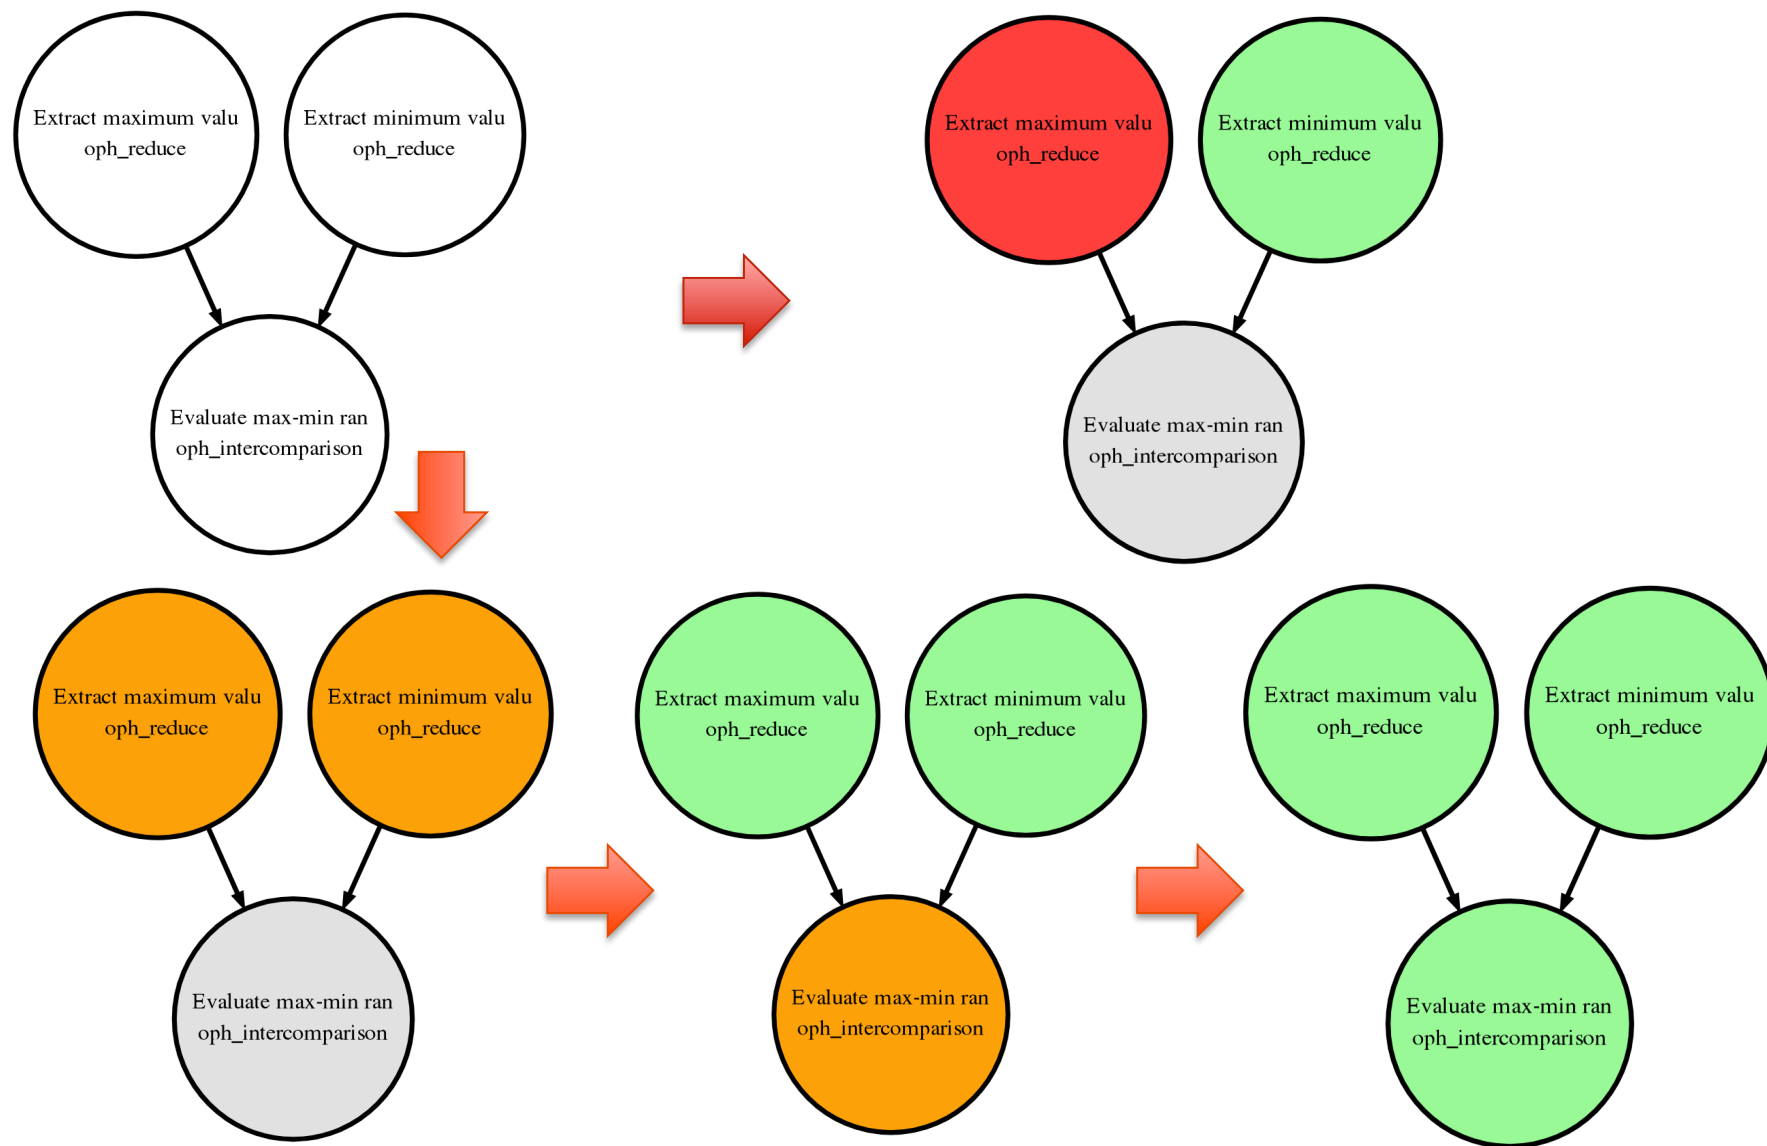 Extract maximum valu
oph_reduce
Extract minimum valu
oph_reduce
Evaluate max-min ran
oph_intercomparison
Extract maximum valu
oph_reduce
Extract minimum valu
oph_reduce
Evaluate max-min ran
oph_intercomparison
Extract maximum valu
oph_reduce
Extract minimum valu
oph_reduce
Evaluate max-min ran
oph_intercomparison
Extract maximum valu
oph_reduce
Extract minimum valu
oph_reduce
Evaluate max-min ran
oph_intercomparison
Extract maximum valu
oph_reduce
Extract minimum valu
oph_reduce
Evaluate max-min ran
oph_intercomparison